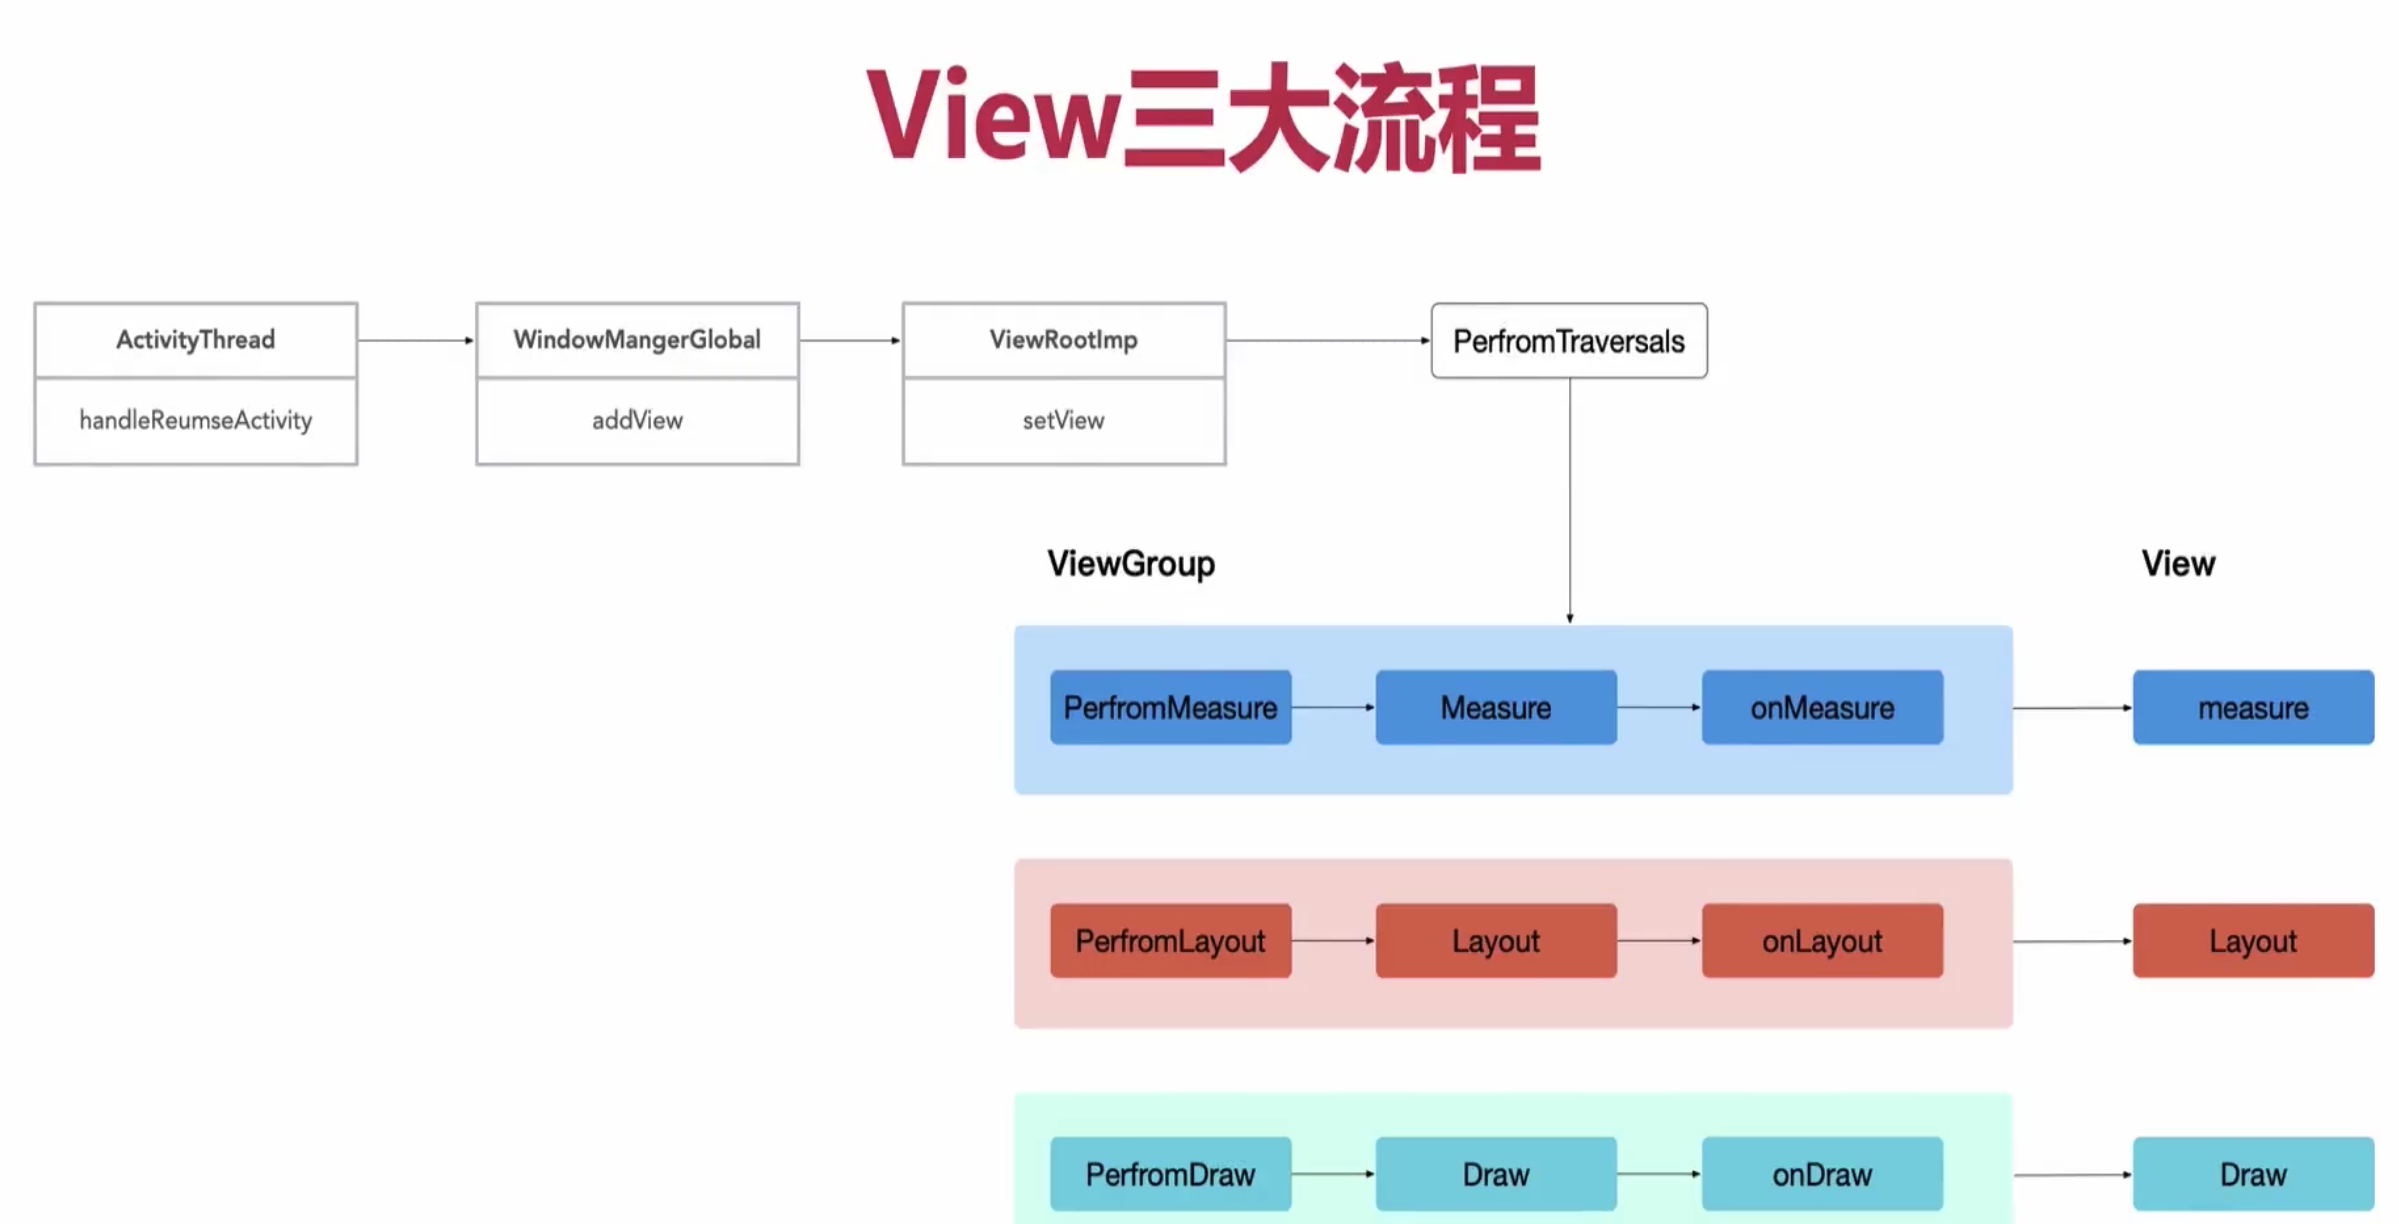 View三大流程
ActivityThread
handleReumseActivity
WindowMangerGlobal
addView
ViewRootImp
setView
PerfromTraversals
ViewGroup
View
PerfromMeasure
Measure
onMeasure
measure
PerfromLayout
Layout
onLayout
Layout
PerfromDraw
Draw
onDraw
Draw